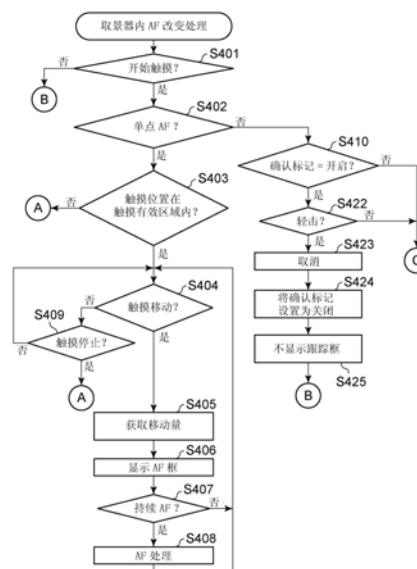 取景器内 AF 改变处理
S401
否
开始触摸?
B
是
S402
单点 AF?
否
是
S403
S410
确认标记 = 开启?
否
是
A
否
触摸位置在
触摸有效区域内?
是
S422
轻击?
否
是
C
S423
取消
S424
将确认标记
设置为关闭
不显示跟踪框
S425
B
S404
否
触摸移动?
S409
否
触摸停止?
是
是
A
S405
获取移动量
S406
显示 AF 框
S407
持续 AF?
否
是
S408
AF 处理